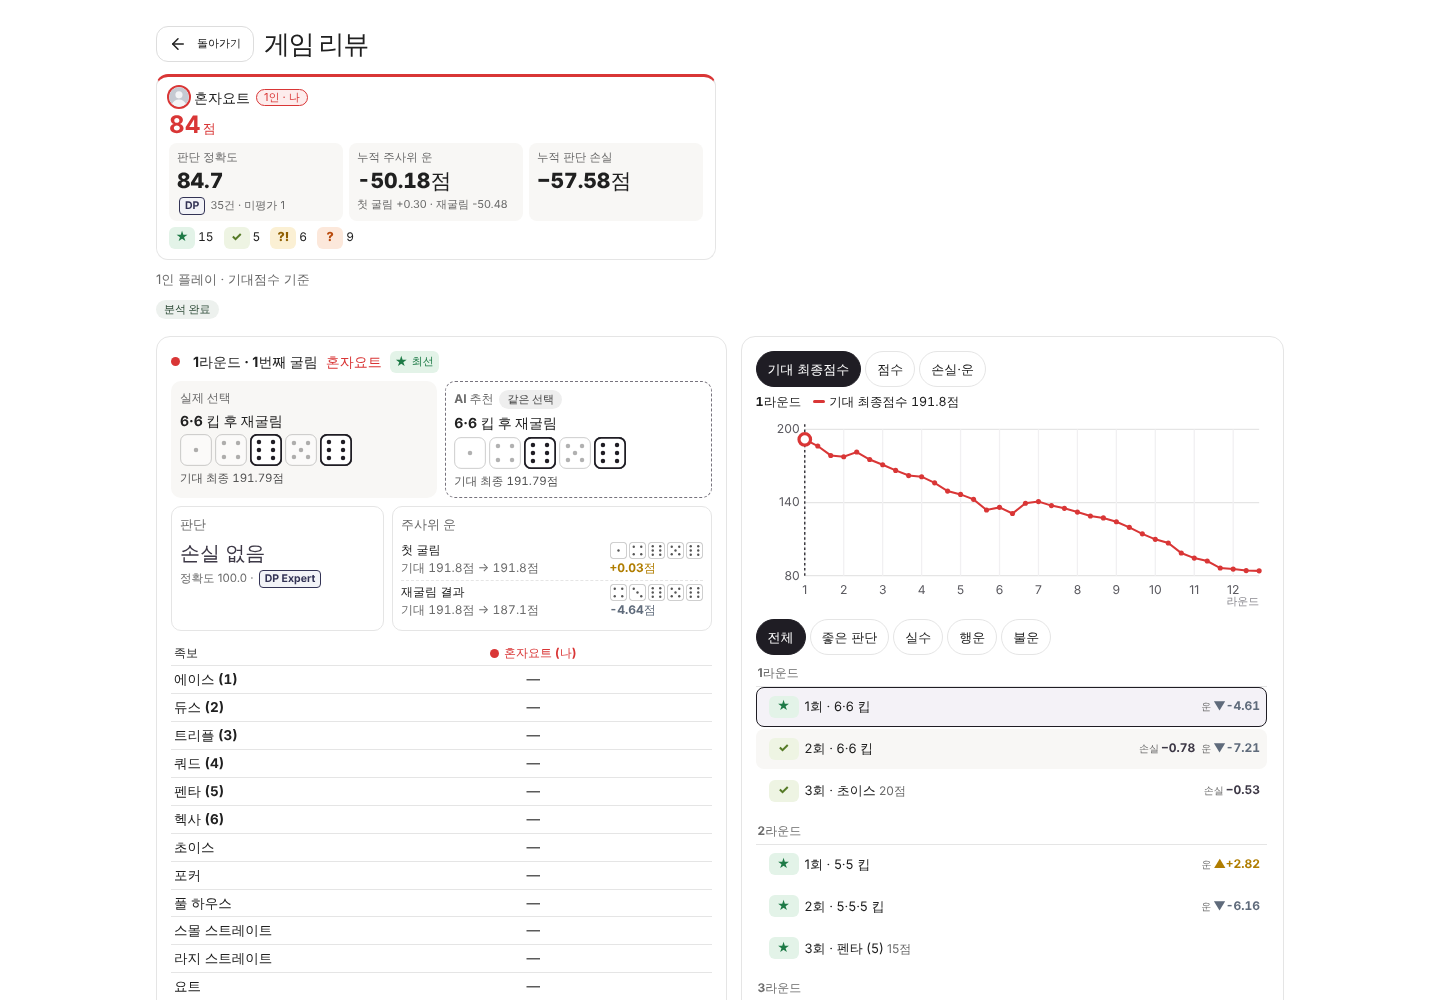 돌아가기 게임 리뷰
혼자요트 1인 · 나
84점
판단 정확도
84.7
DP 35건 · 미평가 1
누적 주사위 운
-50.18점
첫 굴림 +0.30 · 재굴림 -50.48
누적 판단 손실
−57.58점
★ 15 ✓ 5 ?! 6 ? 9
1인 플레이 · 기대점수 기준
분석 완료
1라운드 · 1번째 굴림 혼자요트 ★ 최선
실제 선택
6·6 킵 후 재굴림
기대 최종 191.79점
AI 추천 같은 선택
6·6 킵 후 재굴림
기대 최종 191.79점
판단
손실 없음
정확도 100.0 · DP Expert
주사위 운
첫 굴림
기대 191.8점 → 191.8점 +0.03점
재굴림 결과
기대 191.8점 → 187.1점 -4.64점
족보 혼자요트 (나)
에이스 (1) —
듀스 (2) —
트리플 (3) —
쿼드 (4) —
펜타 (5) —
헥사 (6) —
초이스 —
포커 —
풀 하우스 —
스몰 스트레이트 —
라지 스트레이트 —
요트 —
기대 최종점수 점수 손실·운
1라운드 기대 최종점수 191.8점
200
140
80
1 2 3 4 5 6 7 8 9 10 11 12
라운드
전체 좋은 판단 실수 행운 불운
1라운드
★ 1회 · 6·6 킵 운 ▼-4.61
✓ 2회 · 6·6 킵 손실 −0.78 운 ▼-7.21
✓ 3회 · 초이스 20점 손실 −0.53
2라운드
★ 1회 · 5·5 킵 운 ▲+2.82
★ 2회 · 5·5·5 킵 운 ▼-6.16
★ 3회 · 펜타 (5) 15점
3라운드